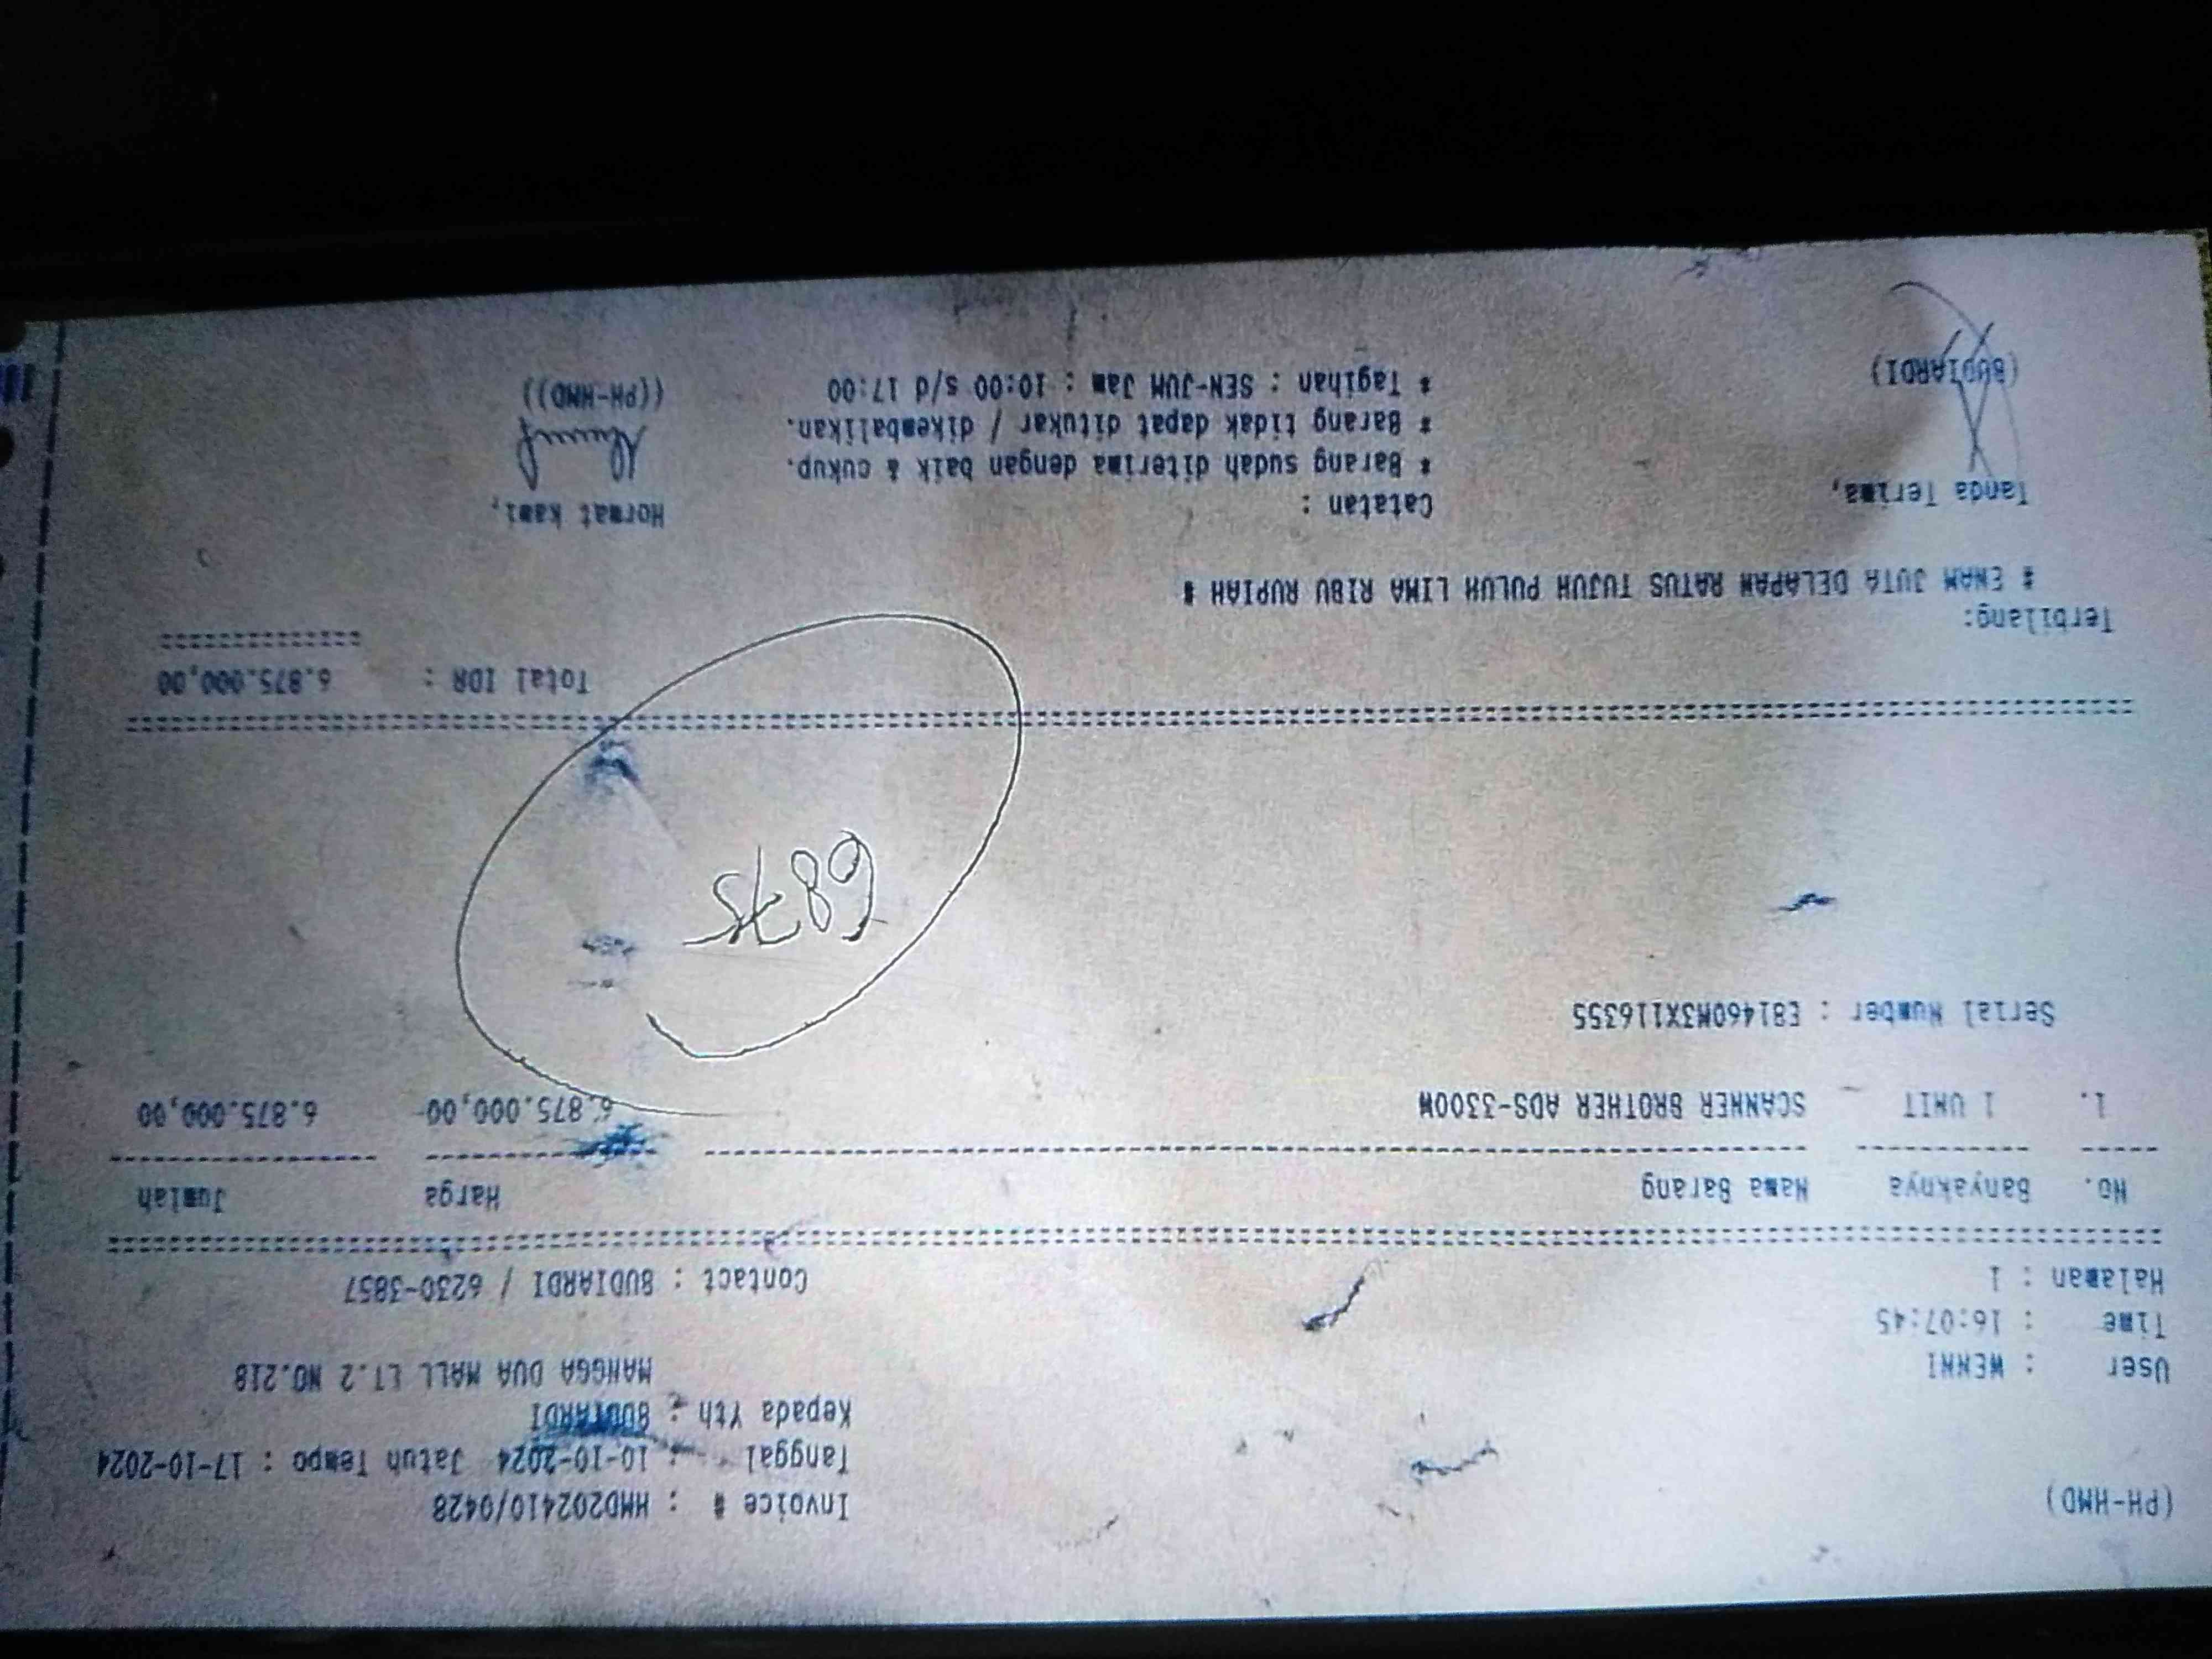 (PH-HMD)
Invoice # : HMD202410/0428
Tanggal : 10-10-2024 Jatuh Tempo : 17-10-2024
Kepada Yth : BUDIARDI
MANGGA DUA MALL LT.2 NO.218
User : WENNI
Time : 16:07:45
Halaman : 1
Contact : BUDIARDI / 6230-3857
No. Banyaknya Nama Barang Harga Jumlah
1. 1 UNIT SCANNER BROTHER ADS-3300W 6.875.000,00 6.875.000,00
Serial Number : E81460M3X116355
6875
Total IDR : 6.875.000,00
Terbilang:
# ENAM JUTA DELAPAN RATUS TUJUH PULUH LIMA RIBU RUPIAH #
Tanda Terima,
Catatan :
Hormat kami,
* Barang sudah diterima dengan baik & cukup.
* Barang tidak dapat ditukar / dikembalikan.
* Tagihan : SEN-JUM Jam : 10:00 s/d 17:00
(BUDIARDI)
((PH-HMD))